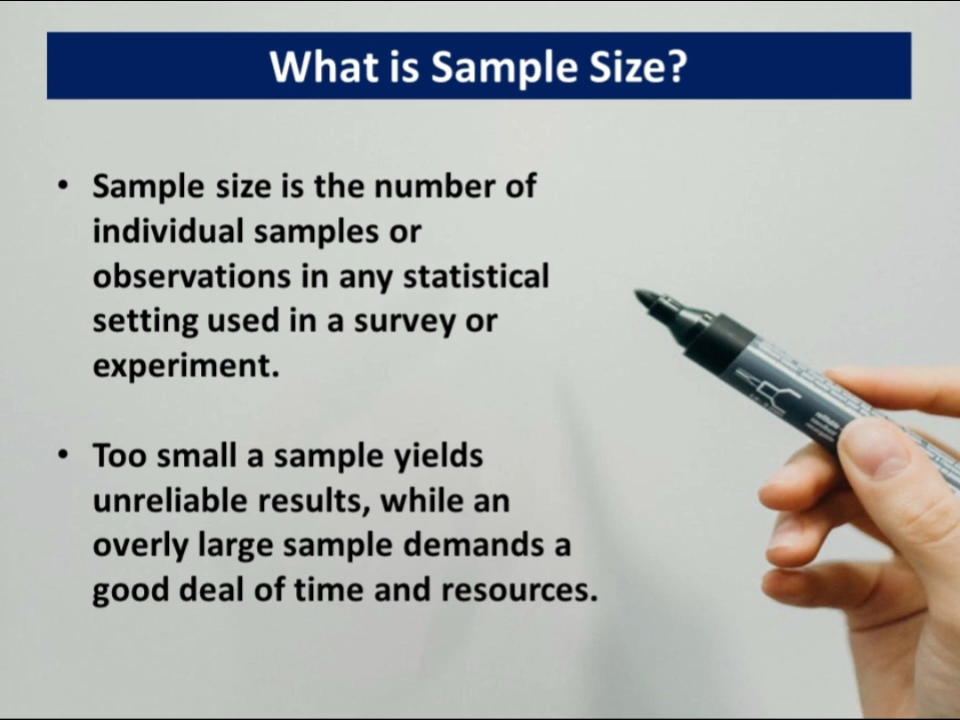 What is Sample Size?
• Sample size is the number of
individual samples or
observations in any statistical
setting used in a survey or
experiment.
• Too small a sample yields
unreliable results, while an
overly large sample demands a
good deal of time and resources.